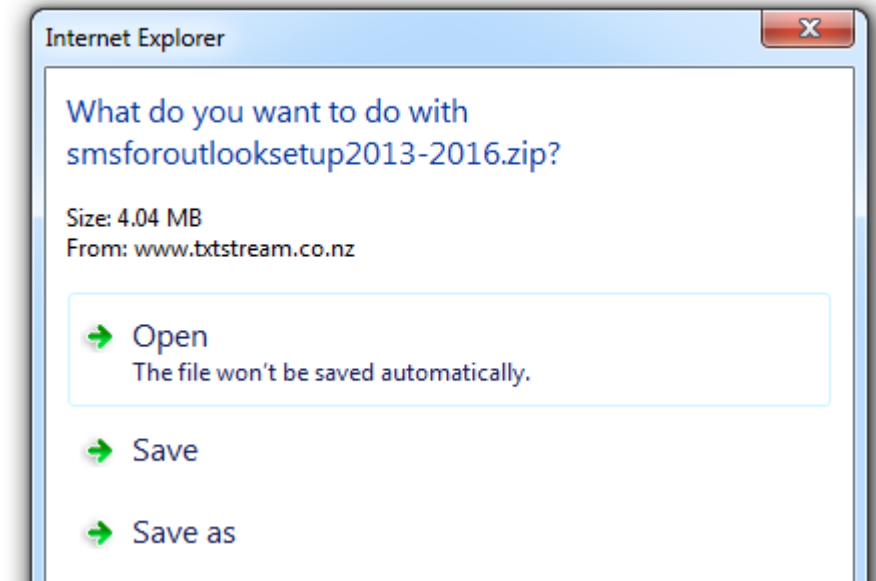 Internet Explorer
What do you want to do with
smsforoutlooksetup2013-2016.zip?
Size: 4.04 MB
From: www.txtstream.co.nz
Open
The file won't be saved automatically.
Save
Save as